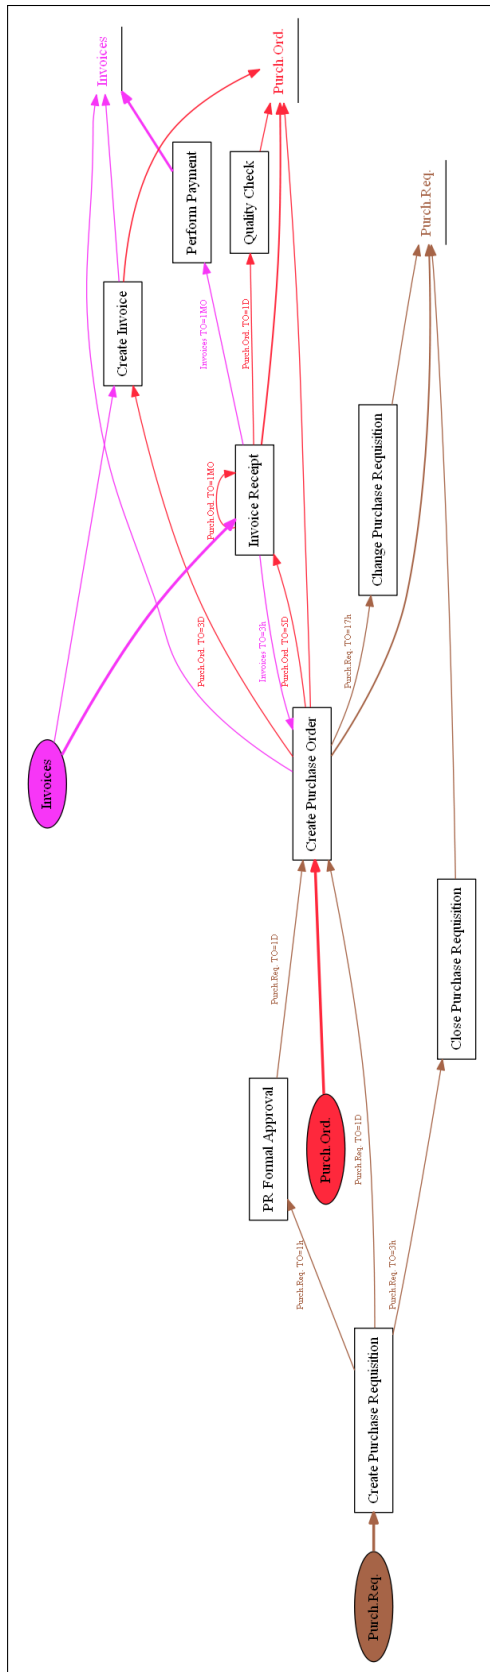 Invoices
Purch.Ord.
Perform Payment
Quality Check
Purch.Req.
Create Invoice
Invoices TO=1MO
Purch.Ord. TO=1D
Change Purchase Requisition
Invoice Receipt
Purch.Ord. TO=1MO
Purch.Ord. TO=3D
Invoices TO=3h
Purch.Ord. TO=5D
Purch.Req. TO=17h
Invoices
Create Purchase Order
Purch.Req. TO=1D
Close Purchase Requisition
PR Formal Approval
Purch.Ord.
Purch.Req. TO=1D
Purch.Req. TO=1h
Purch.Req. TO=3h
Create Purchase Requisition
Purch.Req.